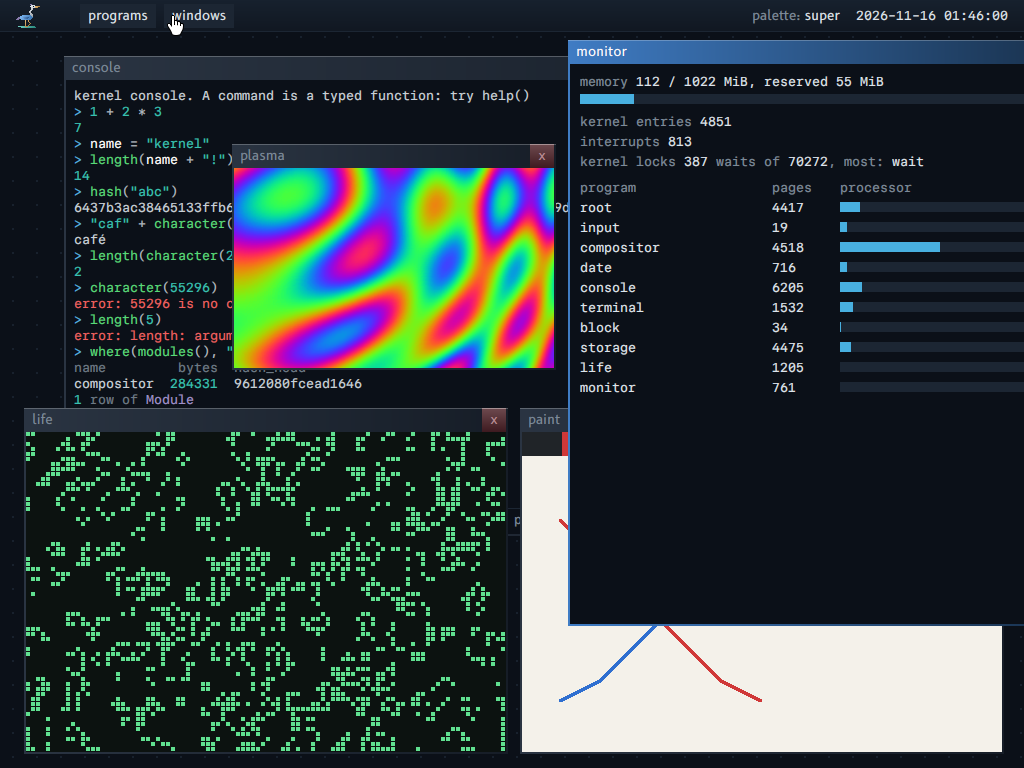 programs windows palette: super 2026-11-16 01:46:00
console
kernel console. A command is a typed function: try help()
> 1 + 2 * 3
7
> name = "kernel"
> length(name + "!")
14
> hash("abc")
6437b3ac38465133ffb6
> "caf" + character(
café
> length(character(2
2
> character(55296)
error: 55296 is no c
> length(5)
error: length: argum
> where(modules(), "
name bytes
compositor 284331 9612080fcead1646
1 row of Module
plasma x
monitor
memory 112 / 1022 MiB, reserved 55 MiB
kernel entries 4851
interrupts 813
kernel locks 387 waits of 70272, most: wait
program pages processor
root 4417
input 19
compositor 4518
date 716
console 6205
terminal 1532
block 34
storage 4475
life 1205
monitor 761
life x
paint